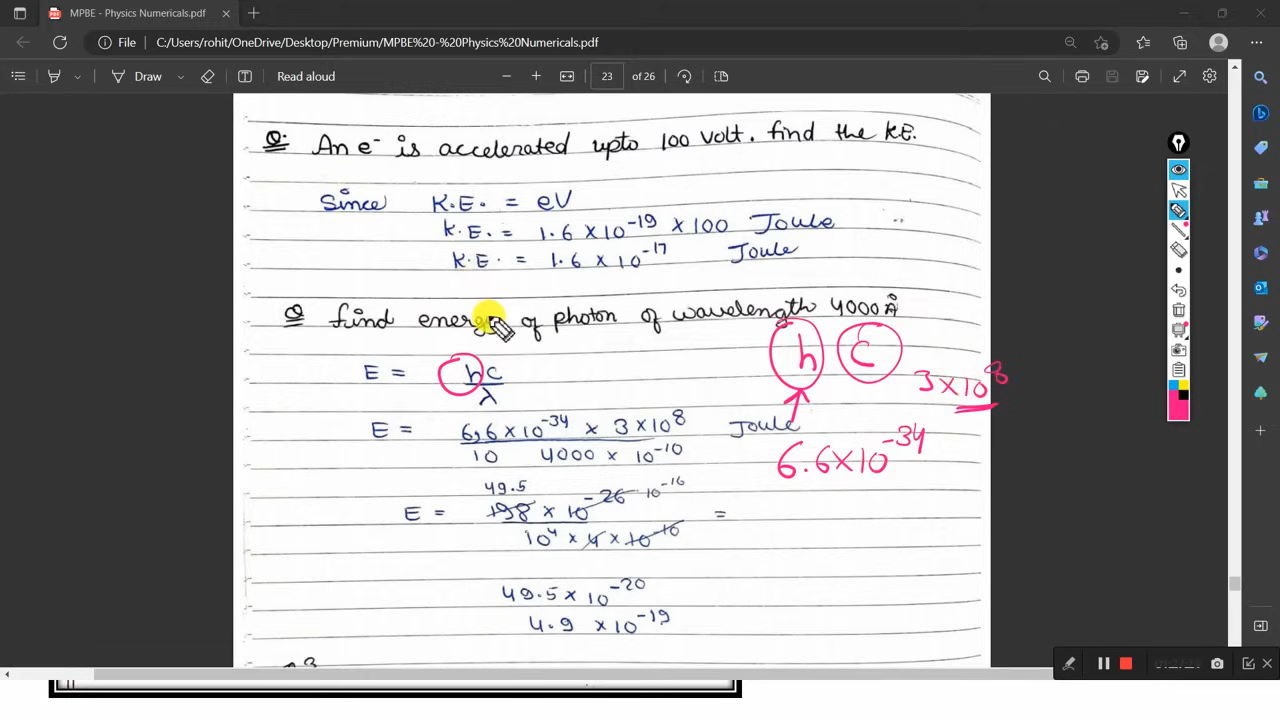 MPBE - Physics Numericals.pdf
File C:/Users/rohit/OneDrive/Desktop/Premium/MPBE%20-%20Physics%20Numericals.pdf
Draw Read aloud 23 of 26
Q. An e⁻ is accelerated upto 100 volt. find the K.E.
Since K.E. = eV
K.E. = 1.6 × 10⁻¹⁹ × 100 Joule
K.E. = 1.6 × 10⁻¹⁷ Joule
Q find energy of photon of wavelength 4000Å
h C
E = hc
λ
3×10⁸
E = 6,6×10⁻³⁴ × 3×10⁸ Joule
10 4000 × 10⁻¹⁰
6.6×10⁻³⁴
49.5
E = 198 × 10⁻²⁶ 10⁻¹⁶ =
10⁴ × 4 × 10⁻¹⁰
49.5 × 10⁻²⁰
4.9 × 10⁻¹⁹